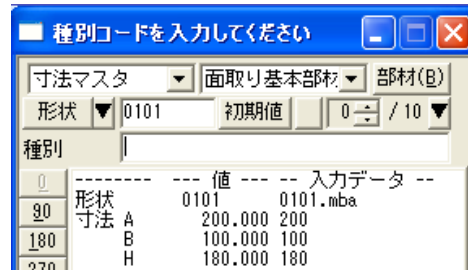 種別コードを入力してください
寸法マスタ 面取り基本部材 部材(B)
形状 0101 初期値 0 / 10
種別
0 -------- --- 値 --- -- 入力データ --
形状 0101 0101.mba
90 寸法 A 200.000 200
180 B 100.000 100
H 180.000 180
270